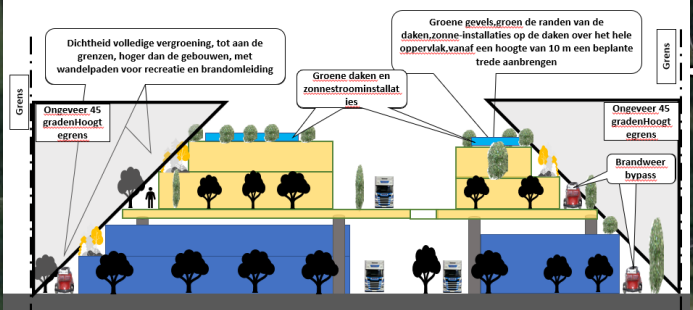 Dichtheid volledige vergroening, tot aan de
grenzen, hoger dan de gebouwen, met
wandelpaden voor recreatie en brandomleiding
Groene gevels,groen de randen van de
daken,zonne-installaties op de daken over het hele
oppervlak,vanaf een hoogte van 10 m een beplante
trede aanbrengen
Grens
Grens
Groene daken en
zonnestroominstallat
ies
Ongeveer 45
gradenHoogt
egrens
Ongeveer 45
gradenHoogt
egrens
Brandweer
bypass